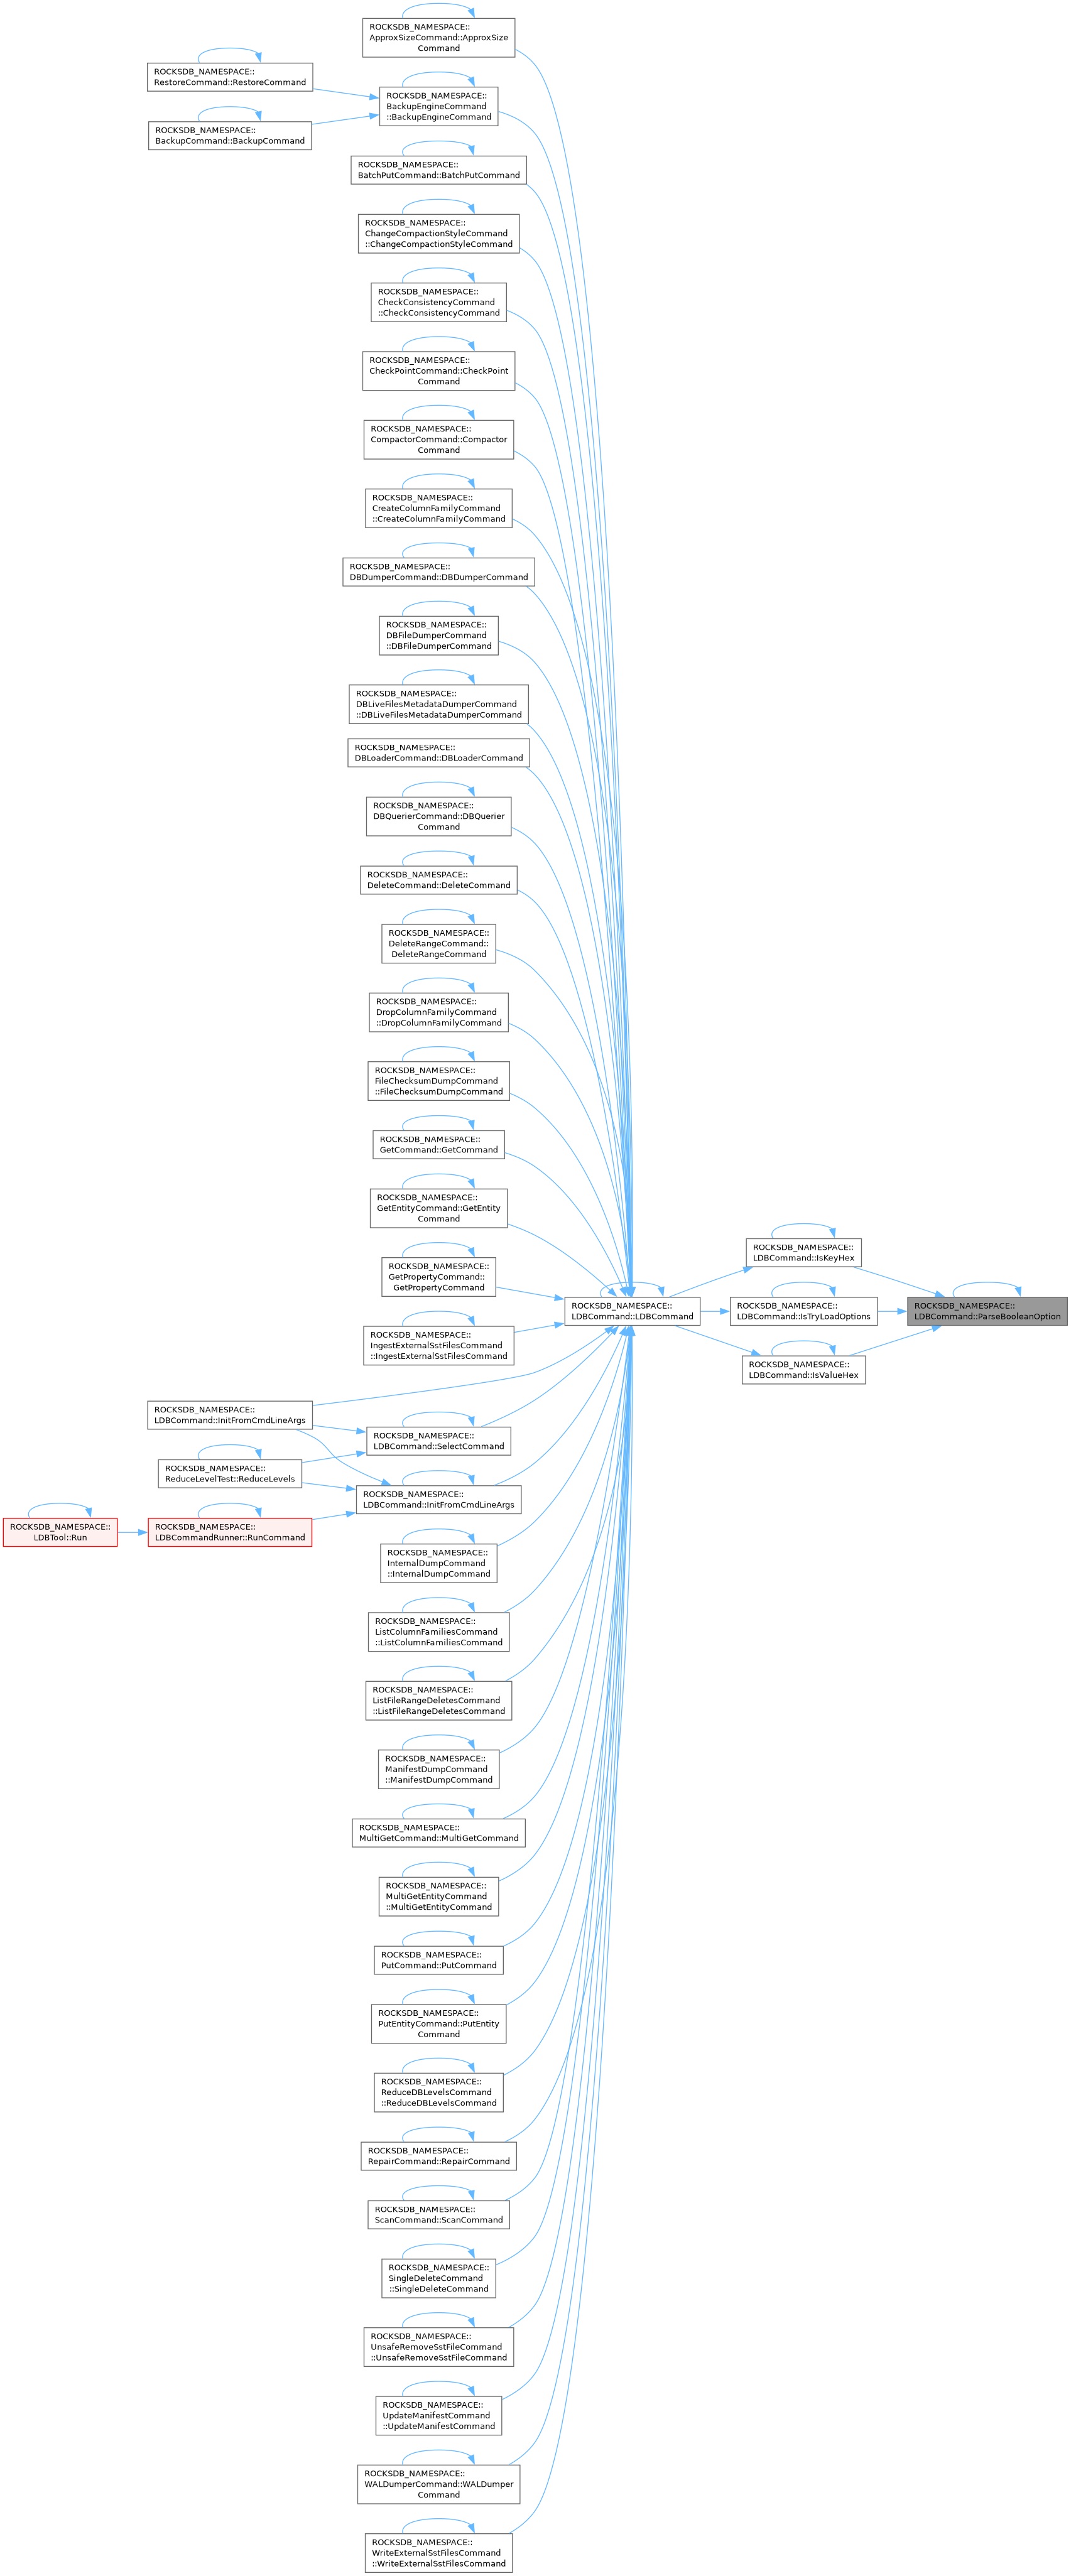 ROCKSDB_NAMESPACE::
ApproxSizeCommand::ApproxSize
Command
ROCKSDB_NAMESPACE::
RestoreCommand::RestoreCommand
ROCKSDB_NAMESPACE::
BackupEngineCommand
::BackupEngineCommand
ROCKSDB_NAMESPACE::
BackupCommand::BackupCommand
ROCKSDB_NAMESPACE::
BatchPutCommand::BatchPutCommand
ROCKSDB_NAMESPACE::
ChangeCompactionStyleCommand
::ChangeCompactionStyleCommand
ROCKSDB_NAMESPACE::
CheckConsistencyCommand
::CheckConsistencyCommand
ROCKSDB_NAMESPACE::
CheckPointCommand::CheckPoint
Command
ROCKSDB_NAMESPACE::
CompactorCommand::Compactor
Command
ROCKSDB_NAMESPACE::
CreateColumnFamilyCommand
::CreateColumnFamilyCommand
ROCKSDB_NAMESPACE::
DBDumperCommand::DBDumperCommand
ROCKSDB_NAMESPACE::
DBFileDumperCommand
::DBFileDumperCommand
ROCKSDB_NAMESPACE::
DBLiveFilesMetadataDumperCommand
::DBLiveFilesMetadataDumperCommand
ROCKSDB_NAMESPACE::
DBLoaderCommand::DBLoaderCommand
ROCKSDB_NAMESPACE::
DBQuerierCommand::DBQuerier
Command
ROCKSDB_NAMESPACE::
DeleteCommand::DeleteCommand
ROCKSDB_NAMESPACE::
DeleteRangeCommand::
DeleteRangeCommand
ROCKSDB_NAMESPACE::
DropColumnFamilyCommand
::DropColumnFamilyCommand
ROCKSDB_NAMESPACE::
FileChecksumDumpCommand
::FileChecksumDumpCommand
ROCKSDB_NAMESPACE::
GetCommand::GetCommand
ROCKSDB_NAMESPACE::
GetEntityCommand::GetEntity
Command
ROCKSDB_NAMESPACE::
GetPropertyCommand::
GetPropertyCommand
ROCKSDB_NAMESPACE::
LDBCommand::IsKeyHex
ROCKSDB_NAMESPACE::
LDBCommand::LDBCommand
ROCKSDB_NAMESPACE::
LDBCommand::IsTryLoadOptions
ROCKSDB_NAMESPACE::
LDBCommand::ParseBooleanOption
ROCKSDB_NAMESPACE::
IngestExternalSstFilesCommand
::IngestExternalSstFilesCommand
ROCKSDB_NAMESPACE::
LDBCommand::IsValueHex
ROCKSDB_NAMESPACE::
LDBCommand::InitFromCmdLineArgs
ROCKSDB_NAMESPACE::
LDBCommand::SelectCommand
ROCKSDB_NAMESPACE::
ReduceLevelTest::ReduceLevels
ROCKSDB_NAMESPACE::
LDBCommand::InitFromCmdLineArgs
ROCKSDB_NAMESPACE::
LDBTool::Run
ROCKSDB_NAMESPACE::
LDBCommandRunner::RunCommand
ROCKSDB_NAMESPACE::
InternalDumpCommand
::InternalDumpCommand
ROCKSDB_NAMESPACE::
ListColumnFamiliesCommand
::ListColumnFamiliesCommand
ROCKSDB_NAMESPACE::
ListFileRangeDeletesCommand
::ListFileRangeDeletesCommand
ROCKSDB_NAMESPACE::
ManifestDumpCommand
::ManifestDumpCommand
ROCKSDB_NAMESPACE::
MultiGetCommand::MultiGetCommand
ROCKSDB_NAMESPACE::
MultiGetEntityCommand
::MultiGetEntityCommand
ROCKSDB_NAMESPACE::
PutCommand::PutCommand
ROCKSDB_NAMESPACE::
PutEntityCommand::PutEntity
Command
ROCKSDB_NAMESPACE::
ReduceDBLevelsCommand
::ReduceDBLevelsCommand
ROCKSDB_NAMESPACE::
RepairCommand::RepairCommand
ROCKSDB_NAMESPACE::
ScanCommand::ScanCommand
ROCKSDB_NAMESPACE::
SingleDeleteCommand
::SingleDeleteCommand
ROCKSDB_NAMESPACE::
UnsafeRemoveSstFileCommand
::UnsafeRemoveSstFileCommand
ROCKSDB_NAMESPACE::
UpdateManifestCommand
::UpdateManifestCommand
ROCKSDB_NAMESPACE::
WALDumperCommand::WALDumper
Command
ROCKSDB_NAMESPACE::
WriteExternalSstFilesCommand
::WriteExternalSstFilesCommand